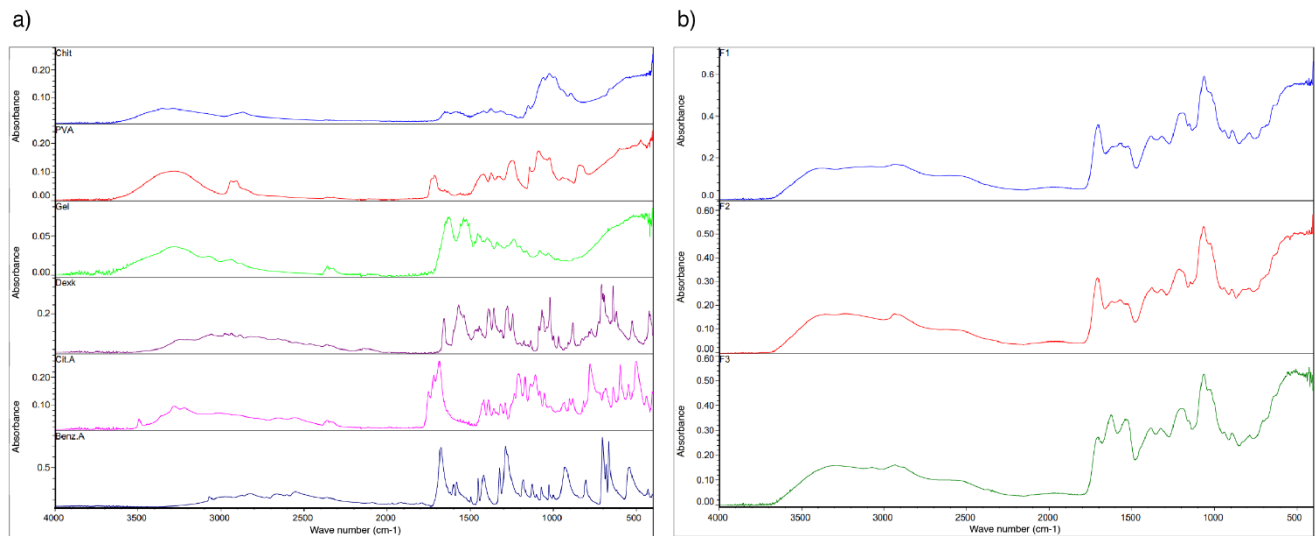 a)
Chit
0.20
0.10
Absorbance
PVA
0.20
0.10
0.00
Absorbance
Gel
0.05
0.00
Absorbance
Dexk
0.2
Absorbance
Cit.A
0.20
0.10
Absorbance
Benz.A
0.5
Absorbance
4000 3500 3000 2500 2000 1500 1000 500
Wave number (cm-1)
b)
F1
0.6
0.4
0.2
0.0
Absorbance
F2
0.60
0.50
0.40
0.30
0.20
0.10
0.00
Absorbance
F3
0.60
0.50
0.40
0.30
0.20
0.10
0.00
Absorbance
4000 3500 3000 2500 2000 1500 1000 500
Wave number (cm-1)